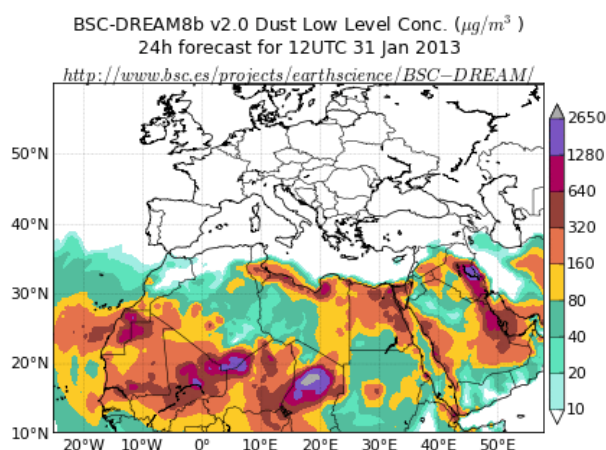 BSC-DREAM8b v2.0 Dust Low Level Conc. (μg/m³ )
24h forecast for 12UTC 31 Jan 2013
http://www.bsc.es/projects/earthscience/BSC−DREAM/
2650
1280
640
320
160
80
40
20
10
50°N
40°N
30°N
20°N
10°N
20°W 10°W 0° 10°E 20°E 30°E 40°E 50°E